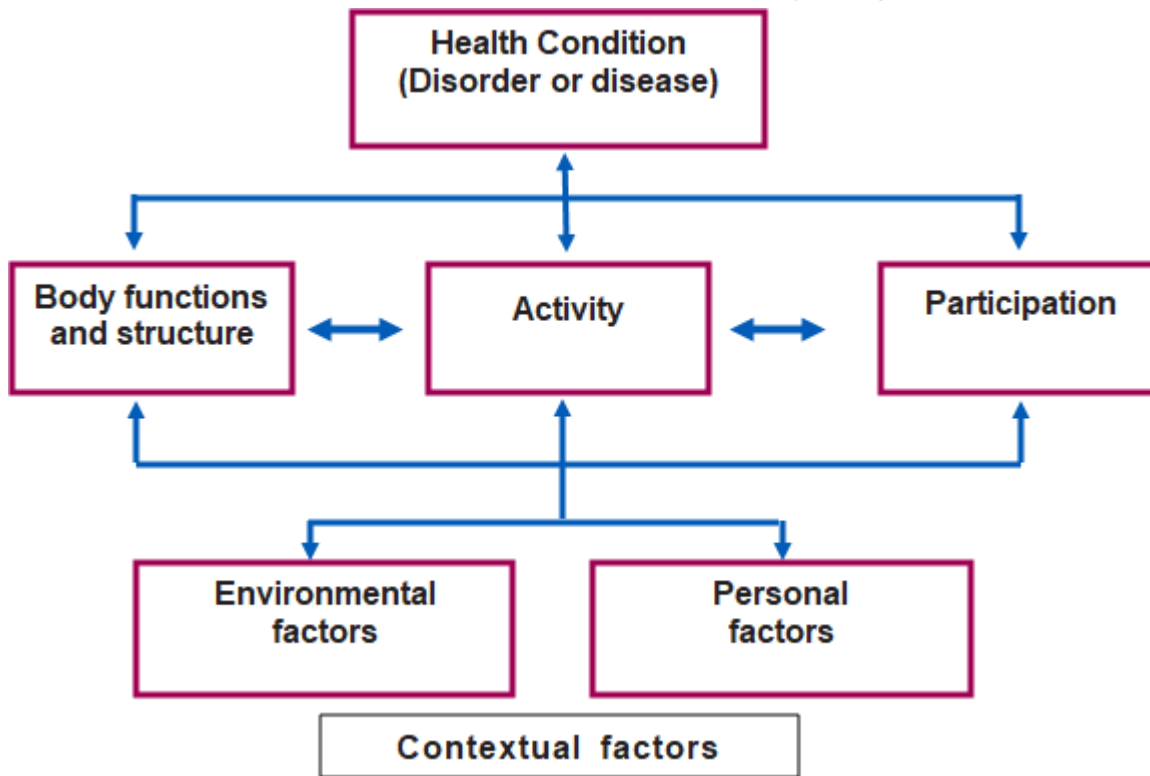 Health Condition
(Disorder or disease)
Body functions
and structure
Activity
Participation
Environmental
factors
Personal
factors
Contextual factors